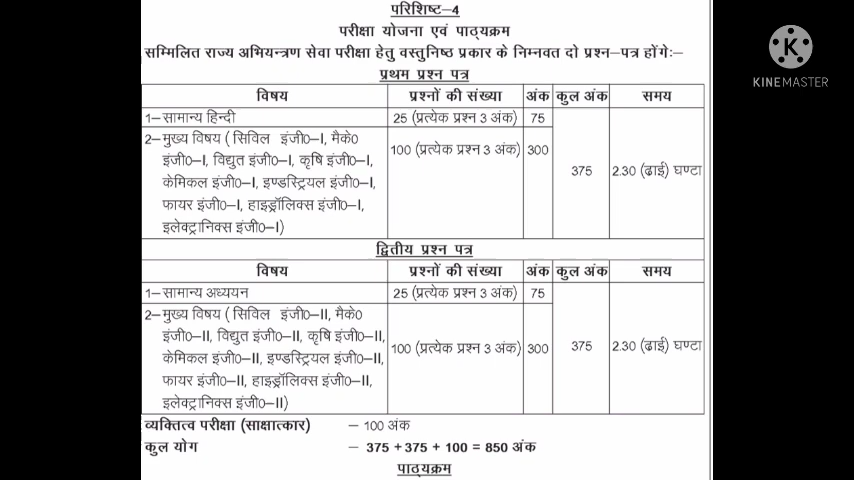 परिशिष्ट–4
परीक्षा योजना एवं पाठ्यक्रम
सम्मिलित राज्य अभियन्त्रण सेवा परीक्षा हेतु वस्तुनिष्ठ प्रकार के निम्नवत दो प्रश्न–पत्र होंगेः–
प्रथम प्रश्न पत्र
विषय प्रश्नों की संख्या अंक कुल अंक समय
1– सामान्य हिन्दी 25 (प्रत्येक प्रश्न 3 अंक) 75
2– मुख्य विषय ( सिविल इंजी0–I, मैके0
इंजी0–I, विद्युत इंजी0–I, कृषि इंजी0–I,
केमिकल इंजी0–I, इण्डस्ट्रियल इंजी0–I,
फायर इंजी0–I, हाइड्रॉलिक्स इंजी0–I,
इलेक्ट्रानिक्स इंजी0–I)
100 (प्रत्येक प्रश्न 3 अंक) 300
375 2.30 (ढाई) घण्टा
द्वितीय प्रश्न पत्र
विषय प्रश्नों की संख्या अंक कुल अंक समय
1– सामान्य अध्ययन 25 (प्रत्येक प्रश्न 3 अंक) 75
2– मुख्य विषय ( सिविल इंजी0–II, मैके0
इंजी0–II, विद्युत इंजी0–II, कृषि इंजी0–II,
केमिकल इंजी0–II, इण्डस्ट्रियल इंजी0–II,
फायर इंजी0–II, हाइड्रॉलिक्स इंजी0–II,
इलेक्ट्रानिक्स इंजी0–II)
100 (प्रत्येक प्रश्न 3 अंक) 300
375 2.30 (ढाई) घण्टा
व्यक्तित्व परीक्षा (साक्षात्कार) – 100 अंक
कुल योग – 375 +375 + 100 = 850 अंक
पाठ्यक्रम
K
KINEMASTER